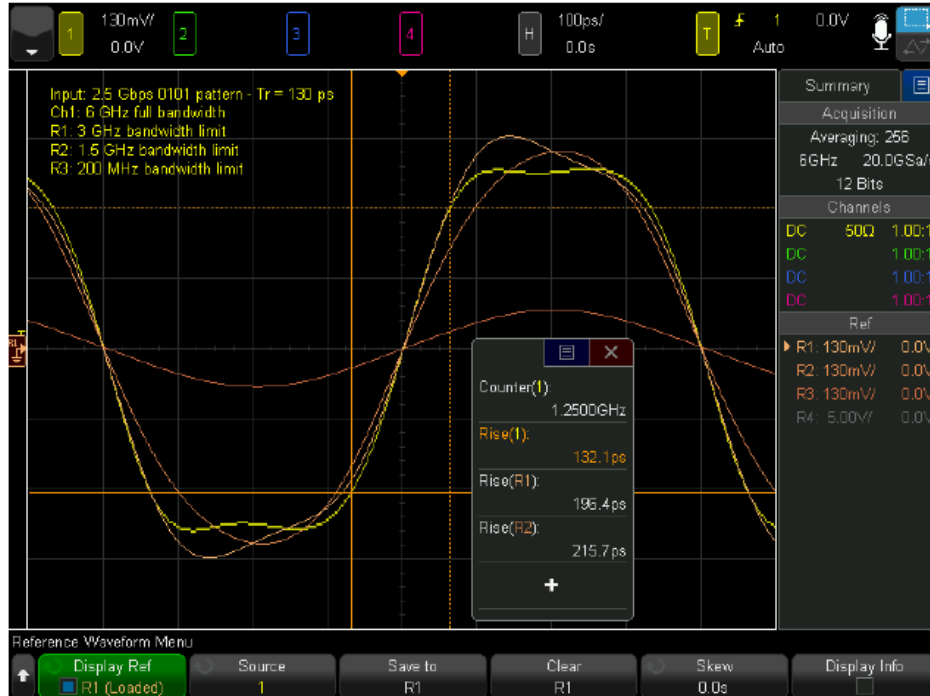 1 130mV/ 0.0V 2 3 4 H 100ps/ 0.0s T 1 0.0V Auto
Input: 2.5 Gbps 0101 pattern - Tr = 130 ps
Ch1: 6 GHz full bandwidth
R1: 3 GHz bandwidth limit
R2: 1.5 GHz bandwidth limit
R3: 200 MHz bandwidth limit
R1
Counter(1):
1.2500GHz
Rise(1):
132.1ps
Rise(R1):
195.4ps
Rise(R2):
215.7ps
Summary
Acquisition
Averaging: 256
6GHz 20.0GSa/s
12 Bits
Channels
DC 50Ω 1.00:1
DC 1.00:1
DC 1.00:1
DC 1.00:1
Ref
R1: 130mV/ 0.0V
R2: 130mV/ 0.0V
R3: 130mV/ 0.0V
R4: 5.00V/ 0.0V
Reference Waveform Menu
Display Ref Source Save to Clear Skew Display Info
R1 (Loaded) 1 R1 R1 0.0s